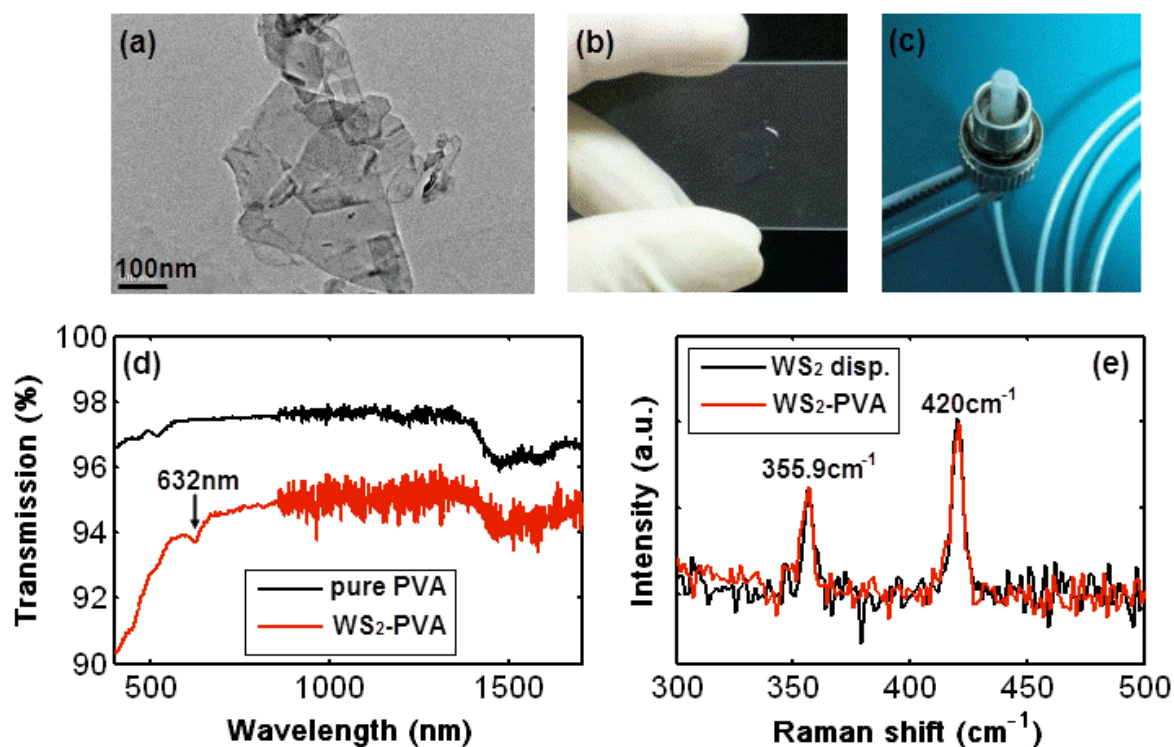 (a)
(b)
(c)
100nm
100
98
96
94
92
90
Transmission (%)
(d)
632nm
pure PVA
WS₂-PVA
500
1000
1500
Wavelength (nm)
Intensity (a.u.)
(e)
WS₂ disp.
WS₂-PVA
355.9cm⁻¹
420cm⁻¹
300
350
400
450
500
Raman shift (cm⁻¹)